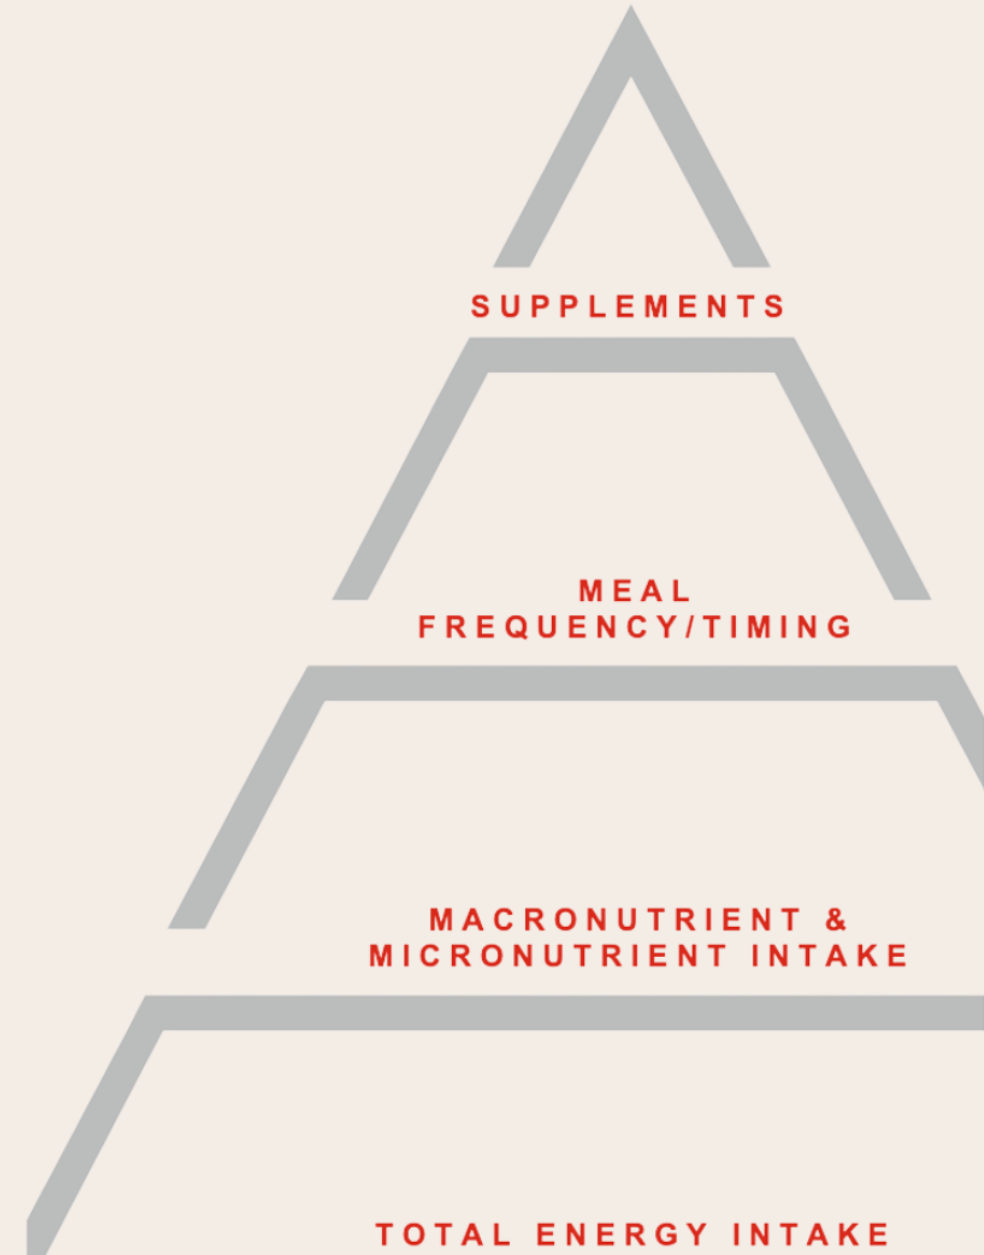 SUPPLEMENTS
MEAL
FREQUENCY/TIMING
MACRONUTRIENT &
MICRONUTRIENT INTAKE
TOTAL ENERGY INTAKE